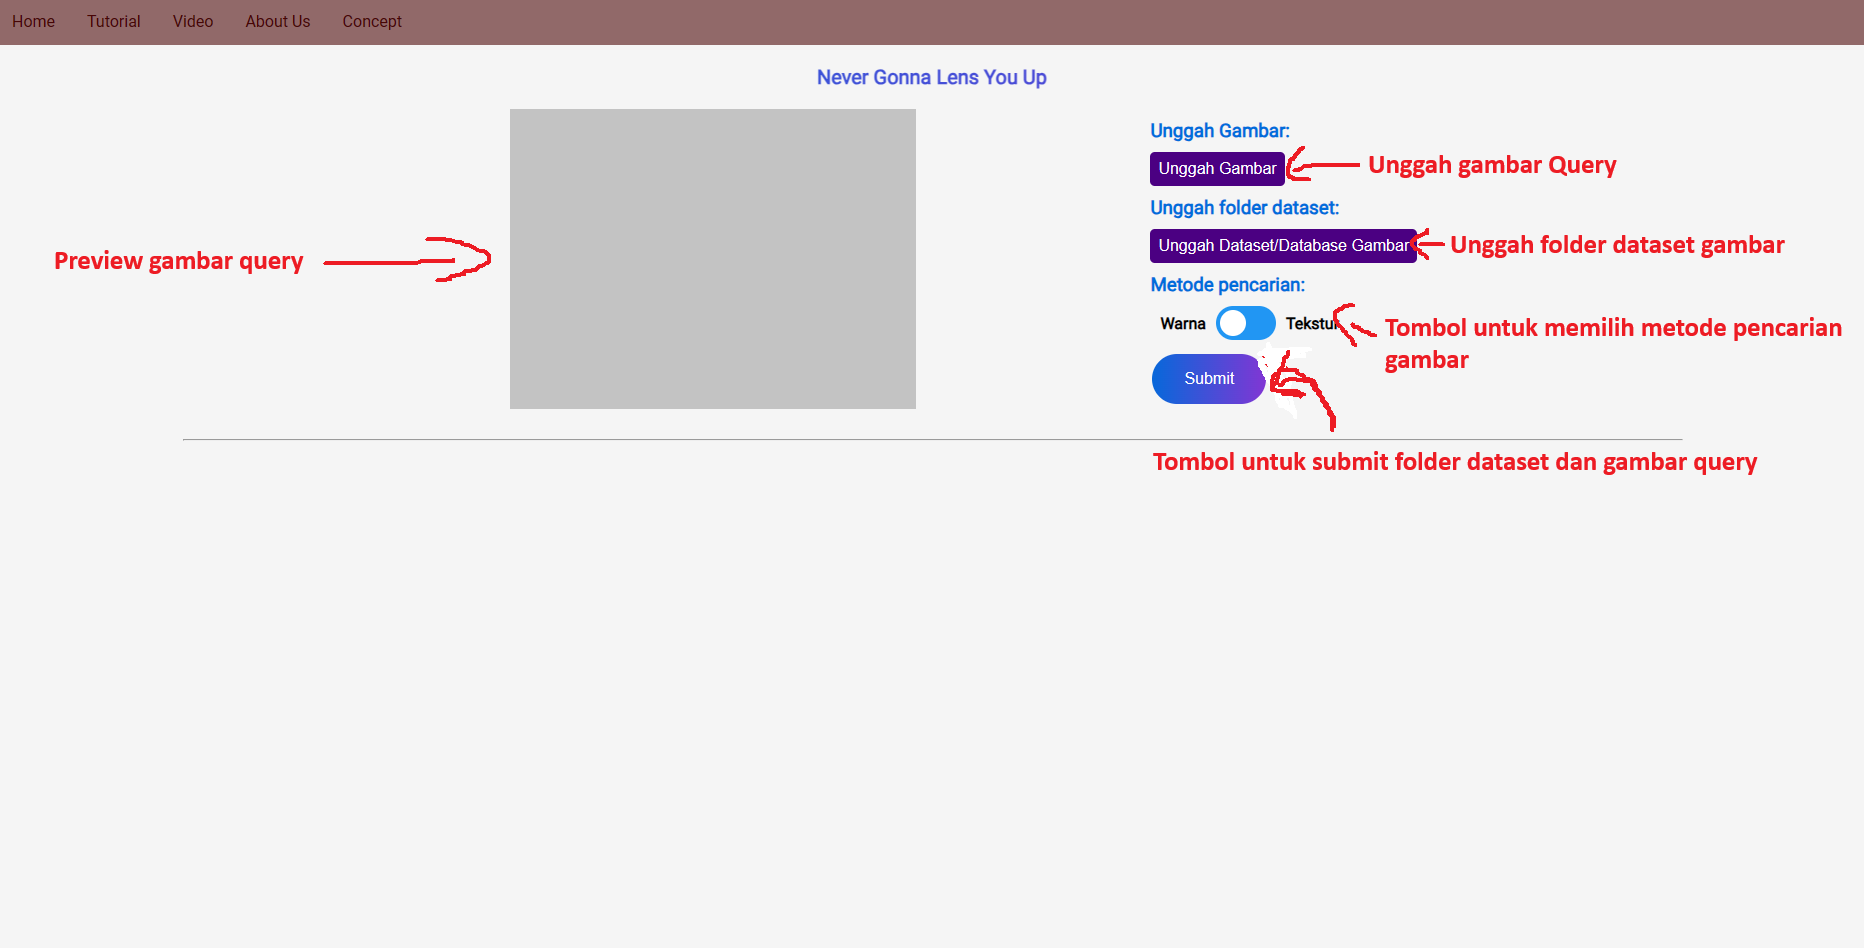 Home Tutorial Video About Us Concept
Never Gonna Lens You Up
Unggah Gambar:
Unggah Gambar
Unggah gambar Query
Unggah folder dataset:
Unggah Dataset/Database Gambar
Unggah folder dataset gambar
Preview gambar query
Metode pencarian:
Warna Tekstur
Tombol untuk memilih metode pencarian
gambar
Submit
Tombol untuk submit folder dataset dan gambar query